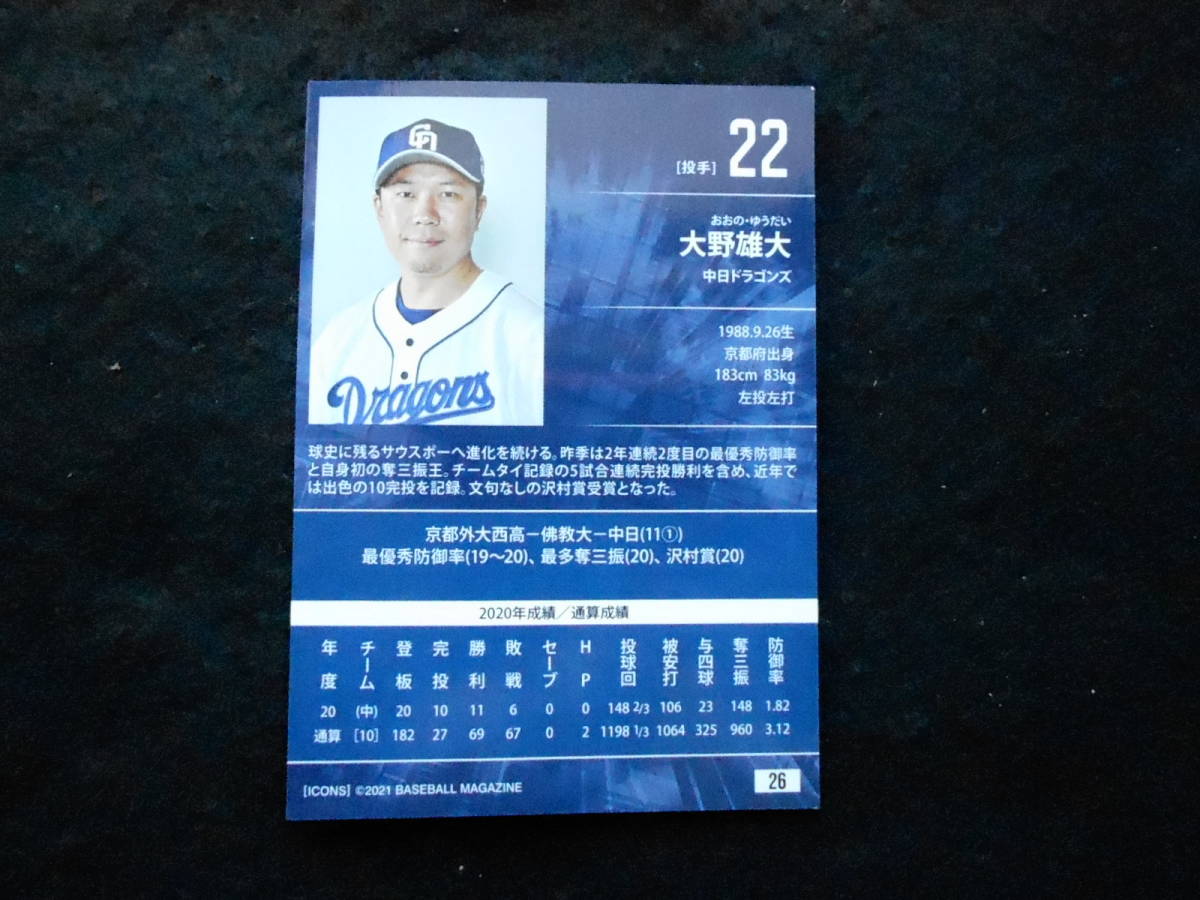 CD
Dragons
[投手] 22
おおの・ゆうだい
大野雄大
中日ドラゴンズ
1988.9.26生
京都府出身
183cm 83kg
左投左打
球史に残るサウスポーへ進化を続ける。昨季は2年連続2度目の最優秀防御率
と自身初の奪三振王。チームタイ記録の5試合連続完投勝利を含め、近年で
は出色の10完投を記録。文句なしの沢村賞受賞となった。
京都外大西高－佛教大－中日(11①)
最優秀防御率(19～20)、最多奪三振(20)、沢村賞(20)
2020年成績／通算成績
年度 チーム 登板 完投 勝利 敗戦 セーブ HP 投球回 被安打 与四球 奪三振 防御率
20 (中) 20 10 11 6 0 0 148 2/3 106 23 148 1.82
通算 [10] 182 27 69 67 0 2 1198 1/3 1064 325 960 3.12
[ICONS] ©2021 BASEBALL MAGAZINE 26